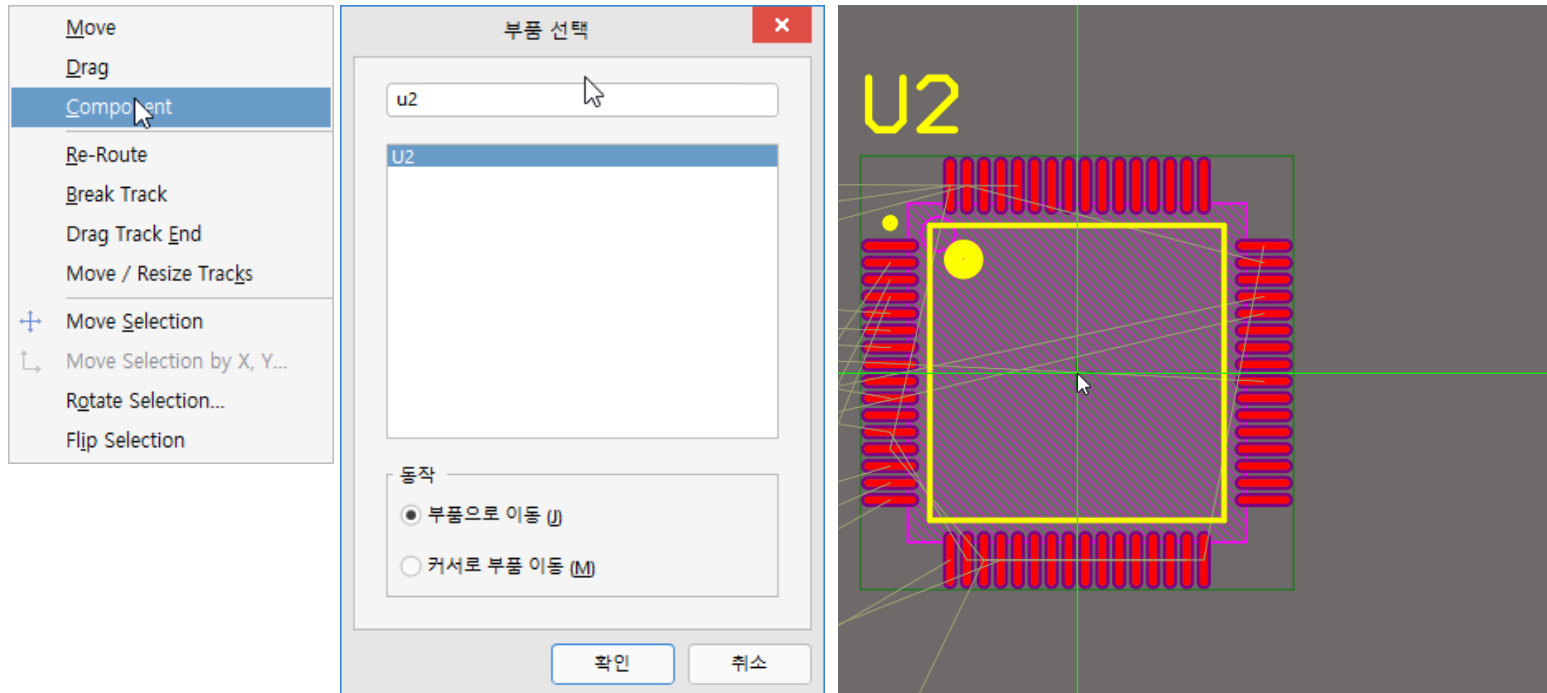 Move
Drag
Component
Re-Route
Break Track
Drag Track End
Move / Resize Tracks
Move Selection
Move Selection by X, Y...
Rotate Selection...
Flip Selection
부품 선택
u2
U2
동작
부품으로 이동 (J)
커서로 부품 이동 (M)
확인
취소
U2